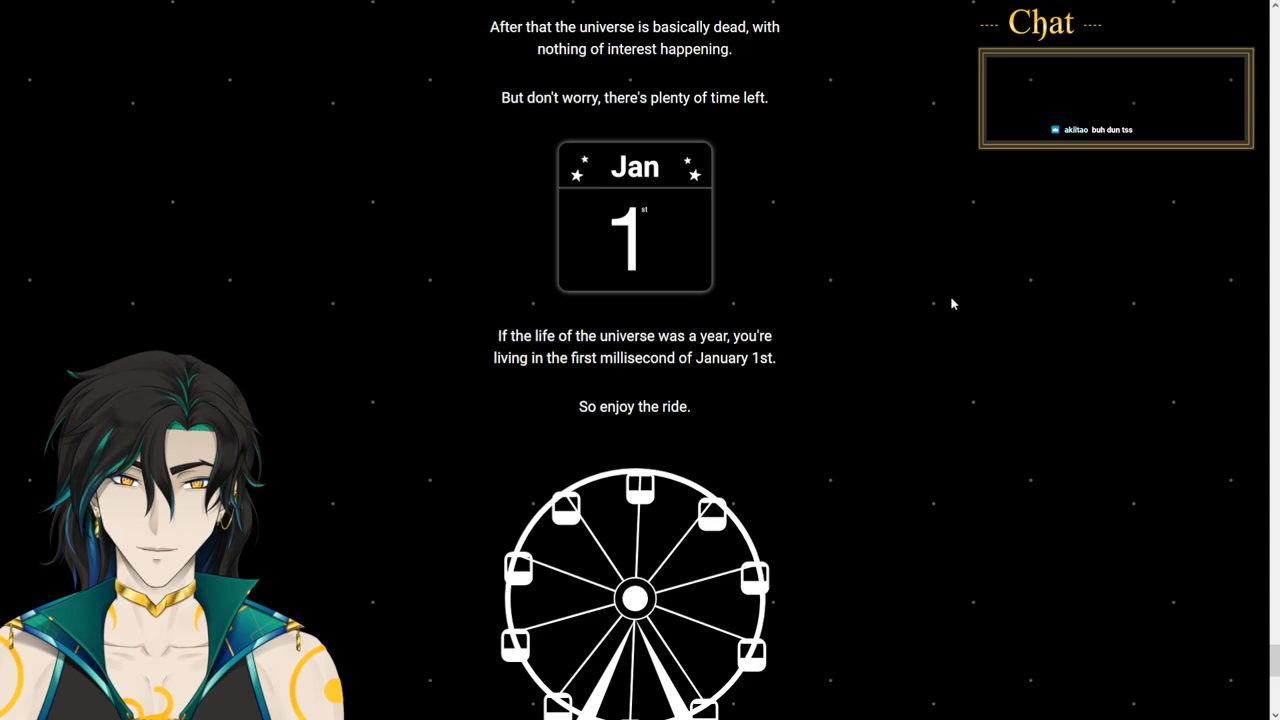 After that the universe is basically dead, with
nothing of interest happening.
But don't worry, there's plenty of time left.
Jan
1st
If the life of the universe was a year, you're
living in the first millisecond of January 1st.
So enjoy the ride.
---- Chat ----
akiitao buh dun tss